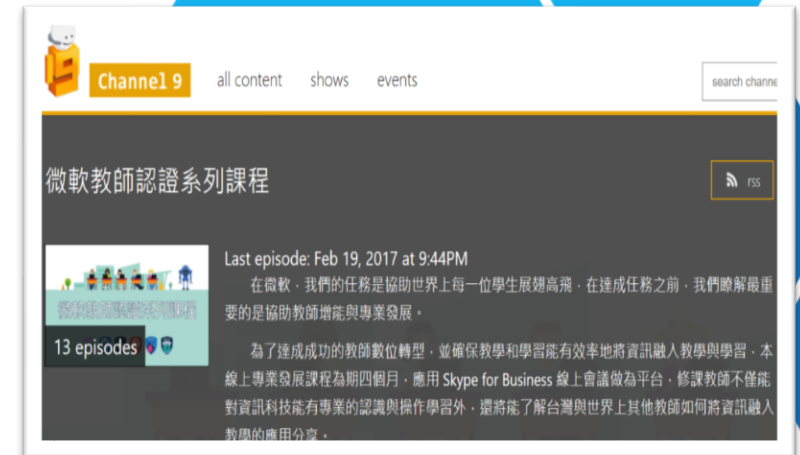 Channel 9 all content shows events search channe
微軟教師認證系列課程
rss
Last episode: Feb 19, 2017 at 9:44PM
在微軟，我們的任務是協助世界上每一位學生展翅高飛，在達成任務之前，我們瞭解最重
要的是協助教師增能與專業發展。
微軟教師認證系列課程
13 episodes
為了達成成功的教師數位轉型，並確保教學和學習能有效率地將資訊融入教學與學習，本
線上專業發展課程為期四個月，應用 Skype for Business 線上會議做為平台，修課教師不僅能
對資訊科技能有專業的認識與操作學習外，還將能了解台灣與世界上其他教師如何將資訊融入
教學的應用分享。